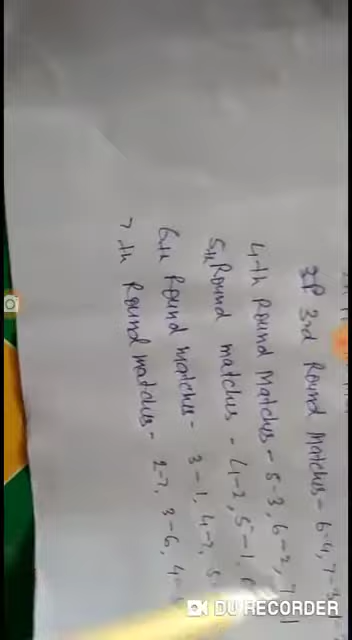 3rd Round Matches - 6-4, 7-3,
4th Round Matches - 5-3, 6-2, 7-1
5th Round matches - 4-2, 5-1,
6th Round matches - 3-1, 4-7,
7th Round matches - 2-7, 3-6, 4-
DU RECORDER